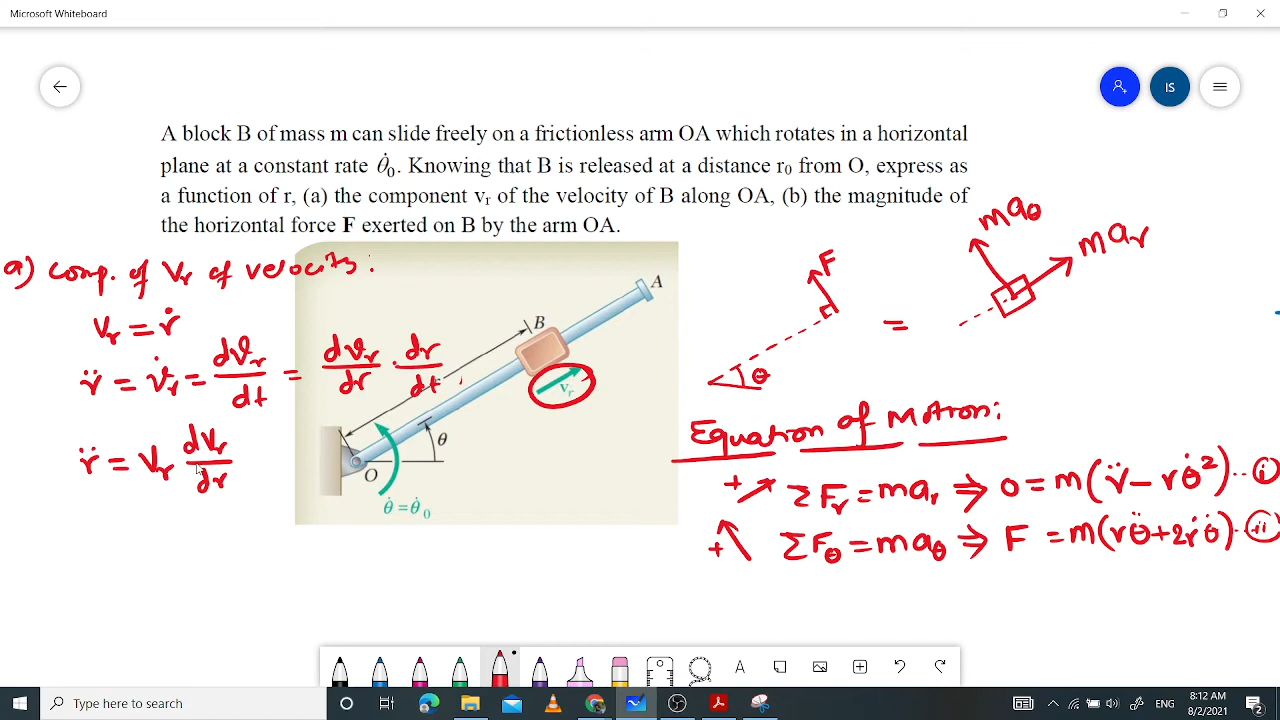 Microsoft Whiteboard
IS
A block B of mass m can slide freely on a frictionless arm OA which rotates in a horizontal
plane at a constant rate θ̇₀. Knowing that B is released at a distance r₀ from O, express as
a function of r, (a) the component vᵣ of the velocity of B along OA, (b) the magnitude of
the horizontal force F exerted on B by the arm OA.
a) Comp. of Vᵣ of velocity:
Vᵣ = ṙ
r̈ = v̇ᵣ = dvᵣ/dt = dvᵣ/dr · dr/dt
r̈ = Vᵣ dVᵣ/dr
A
B
vᵣ
θ
O
θ̇ = θ̇₀
F
θ
=
maθ
maᵣ
Equation of Motion:
+ ΣFᵣ = maᵣ ⇒ 0 = m(r̈ − rθ̇²) ·· (i)
+ ΣFθ = maθ ⇒ F = m(rθ̈ + 2ṙθ̇) ·· (ii)
A
Type here to search
ENG
8:12 AM
8/2/2021
2